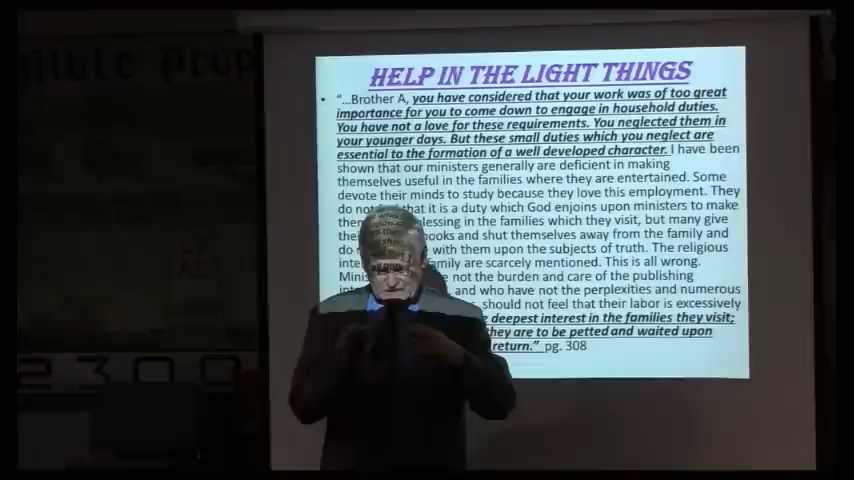 Bible Prop
HELP IN THE LIGHT THINGS
• "...Brother A, you have considered that your work was of too great
importance for you to come down to engage in household duties.
You have not a love for these requirements. You neglected them in
your younger days. But these small duties which you neglect are
essential to the formation of a well developed character. I have been
shown that our ministers generally are deficient in making
themselves useful in the families where they are entertained. Some
devote their minds to study because they love this employment. They
do not that it is a duty which God enjoins upon ministers to make
blessing in the families which they visit, but many give
books and shut themselves away from the family and
do with them upon the subjects of truth. The religious
family are scarcely mentioned. This is all wrong.
not the burden and care of the publishing
and who have not the perplexities and numerous
should not feel that their labor is excessively
deepest interest in the families they visit;
they are to be petted and waited upon
return." pg. 308
2300